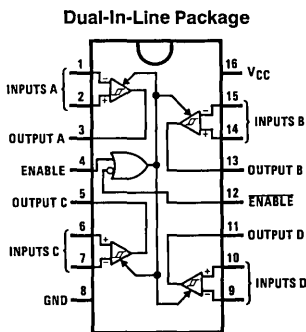 Dual-In-Line Package
1 16 VCC
INPUTS A − 15
2 + − INPUTS B
+ 14
OUTPUT A 3 13 OUTPUT B
ENABLE 4 12 ENABLE
OUTPUT C 5 11 OUTPUT D
6 + 10
INPUTS C + INPUTS D
7 − − 9
GND 8